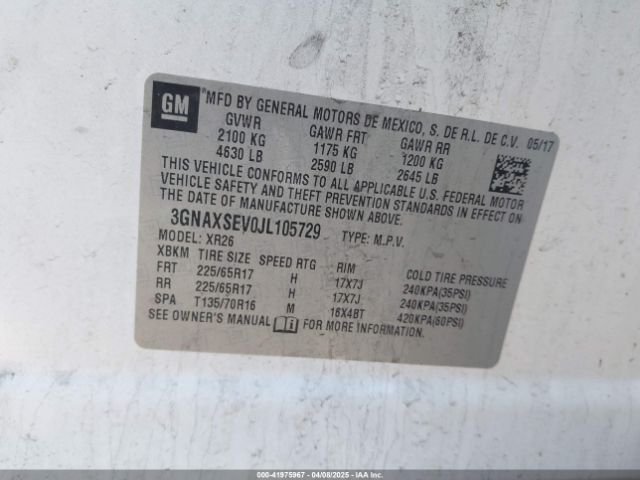 GM
®MFD BY GENERAL MOTORS DE MEXICO, S. DE R.L. DE C.V. 05/17
GVWR GAWR FRT GAWR RR
2100 KG 1175 KG 1200 KG
4630 LB 2590 LB 2645 LB
THIS VEHICLE CONFORMS TO ALL APPLICABLE U.S. FEDERAL MOTOR
VEHICLE SAFETY AND THEFT PREVENTION STANDARDS IN EFFECT ON
THE DATE OF MANUFACTURE SHOWN ABOVE.
3GNAXSEV0JL105729 TYPE: M.P.V.
MODEL: XR26
XBKM TIRE SIZE SPEED RTG RIM COLD TIRE PRESSURE
FRT 225/65R17 H 17X7J 240KPA(35PSI)
RR 225/65R17 H 17X7J 240KPA(35PSI)
SPA T135/70R16 M 16X4BT 420KPA(60PSI)
SEE OWNER'S MANUAL FOR MORE INFORMATION.
000-41975967 - 04/08/2025 - IAAI.COM